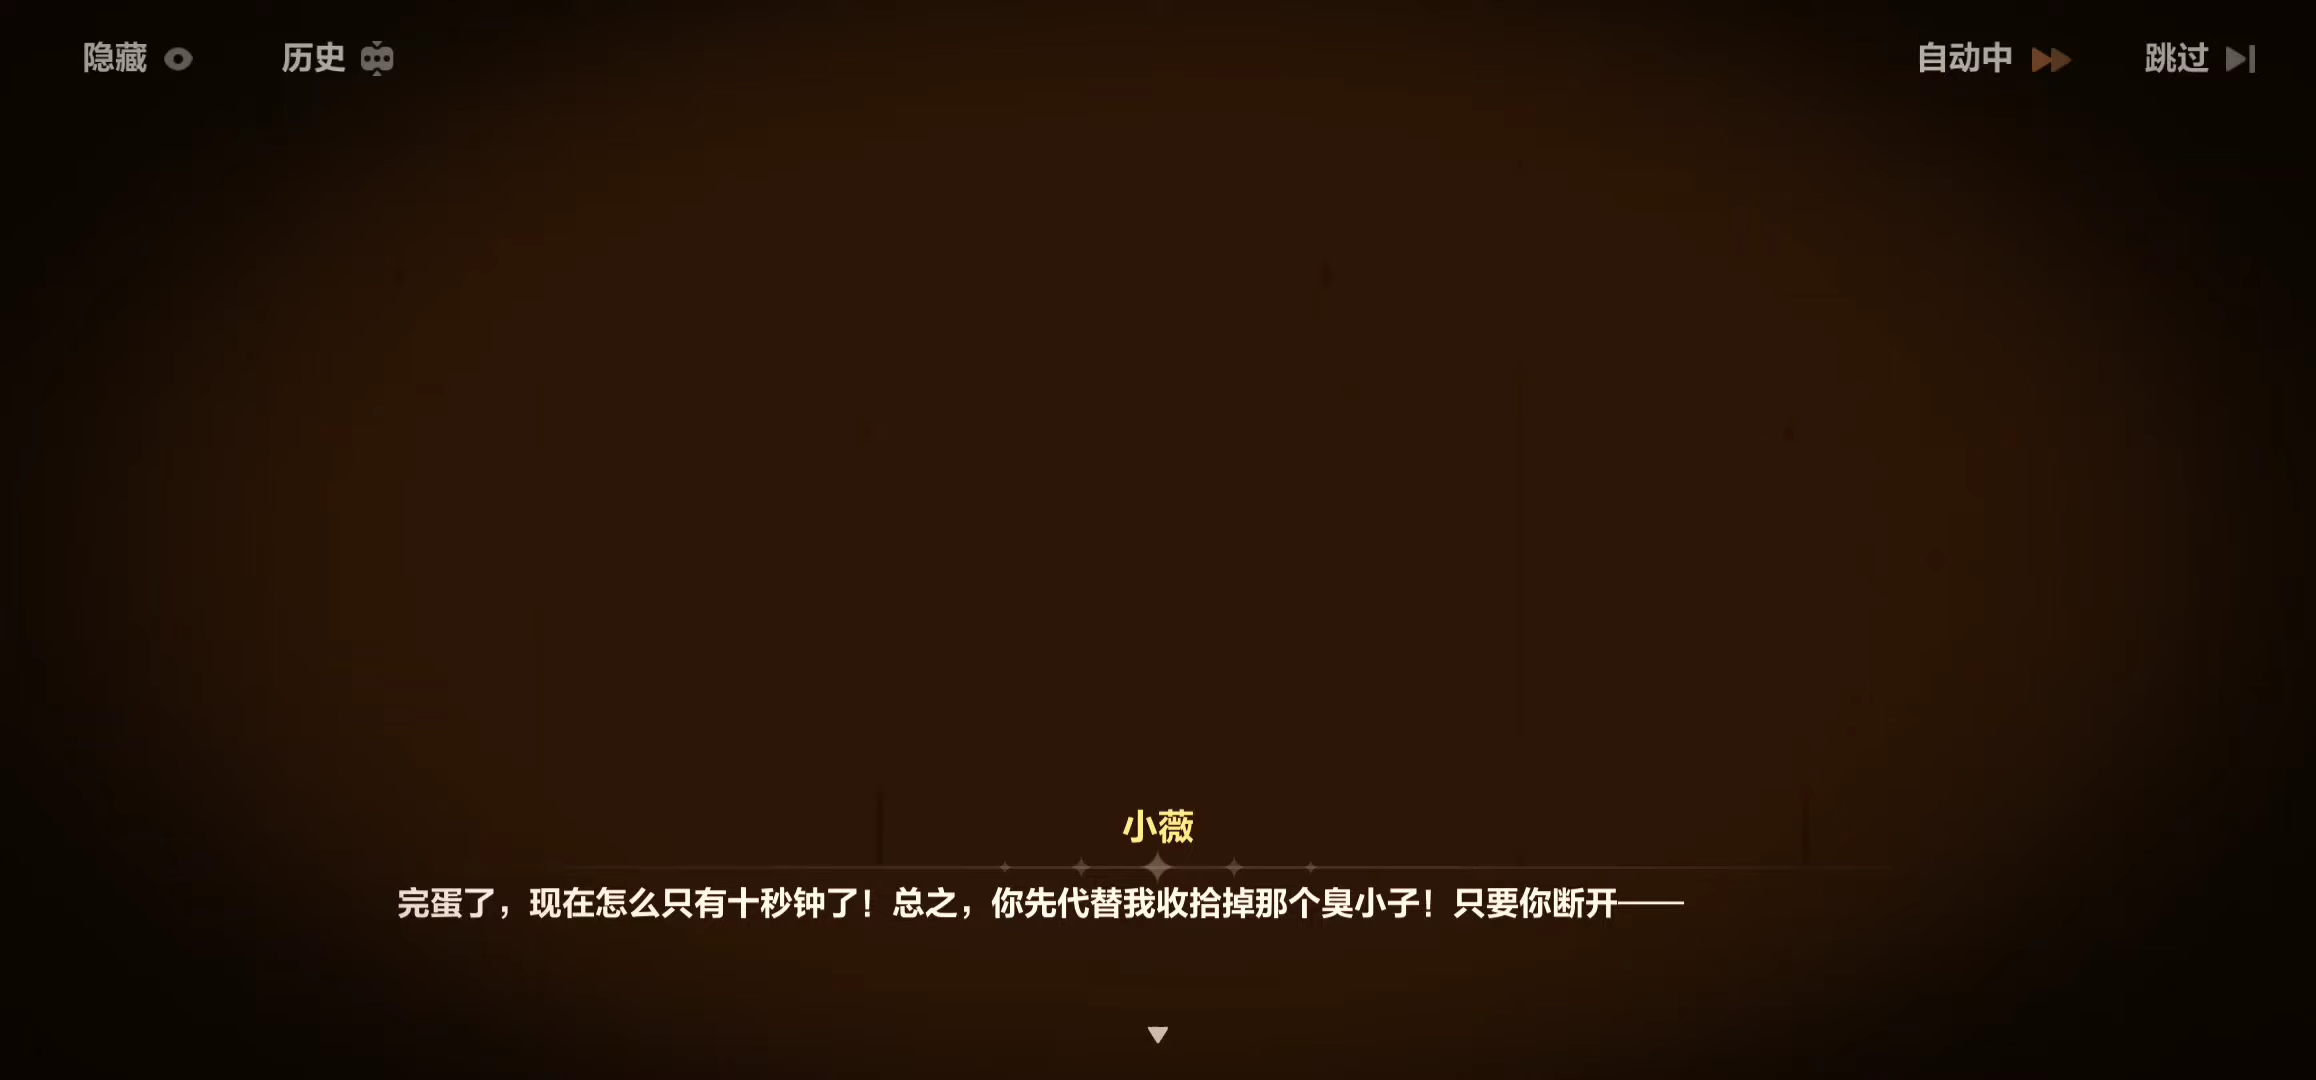 隐藏
历史
自动中
跳过
小薇
完蛋了，现在怎么只有十秒钟了！总之，你先代替我收拾掉那个臭小子！只要你断开——